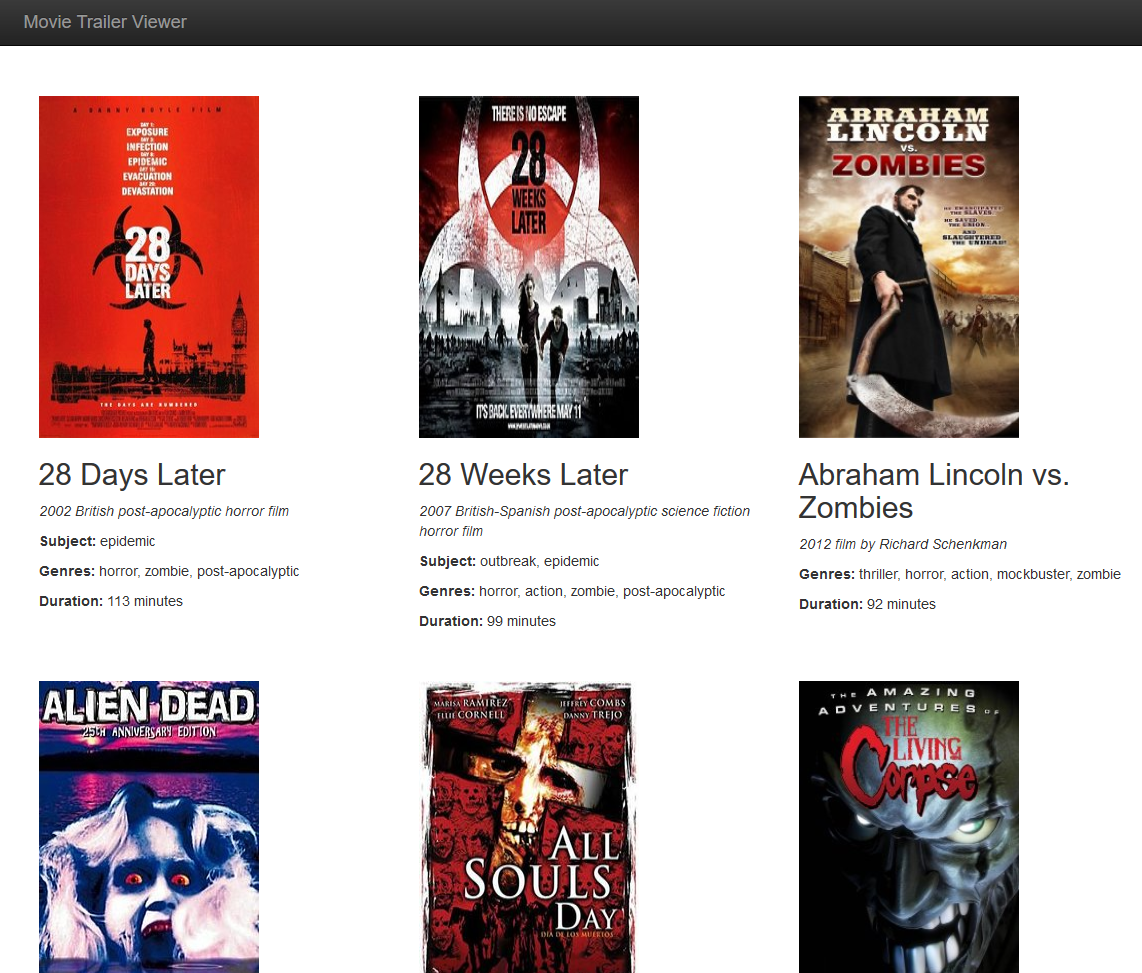 Movie Trailer Viewer
A DANNY BOYLE FILM
DAY 1:
EXPOSURE
DAY 3:
INFECTION
DAY 8:
EPIDEMIC
DAY 15:
EVACUATION
DAY 20:
DEVASTATION
28
DAYS
LATER
THE DAYS ARE NUMBERED
THERE IS NO ESCAPE
28
WEEKS
LATER
IT'S BACK. EVERYWHERE MAY 11
ABRAHAM
LINCOLN
VS.
ZOMBIES
HE EMANCIPATED
THE SLAVES.
HE SAVED
THE UNION.
AND
SLAUGHTERED
THE UNDEAD!
28 Days Later
2002 British post-apocalyptic horror film
Subject: epidemic
Genres: horror, zombie, post-apocalyptic
Duration: 113 minutes
28 Weeks Later
2007 British-Spanish post-apocalyptic science fiction
horror film
Subject: outbreak, epidemic
Genres: horror, action, zombie, post-apocalyptic
Duration: 99 minutes
Abraham Lincoln vs.
Zombies
2012 film by Richard Schenkman
Genres: thriller, horror, action, mockbuster, zombie
Duration: 92 minutes
ALIEN DEAD
25TH ANNIVERSARY EDITION
MARISA RAMIREZ JEFFREY COMBS
ELLIE CORNELL DANNY TREJO
ALL
SOULS
DAY
DIA DE LOS MUERTOS
THE AMAZING
ADVENTURES OF
THE
LIVING
CORPSE